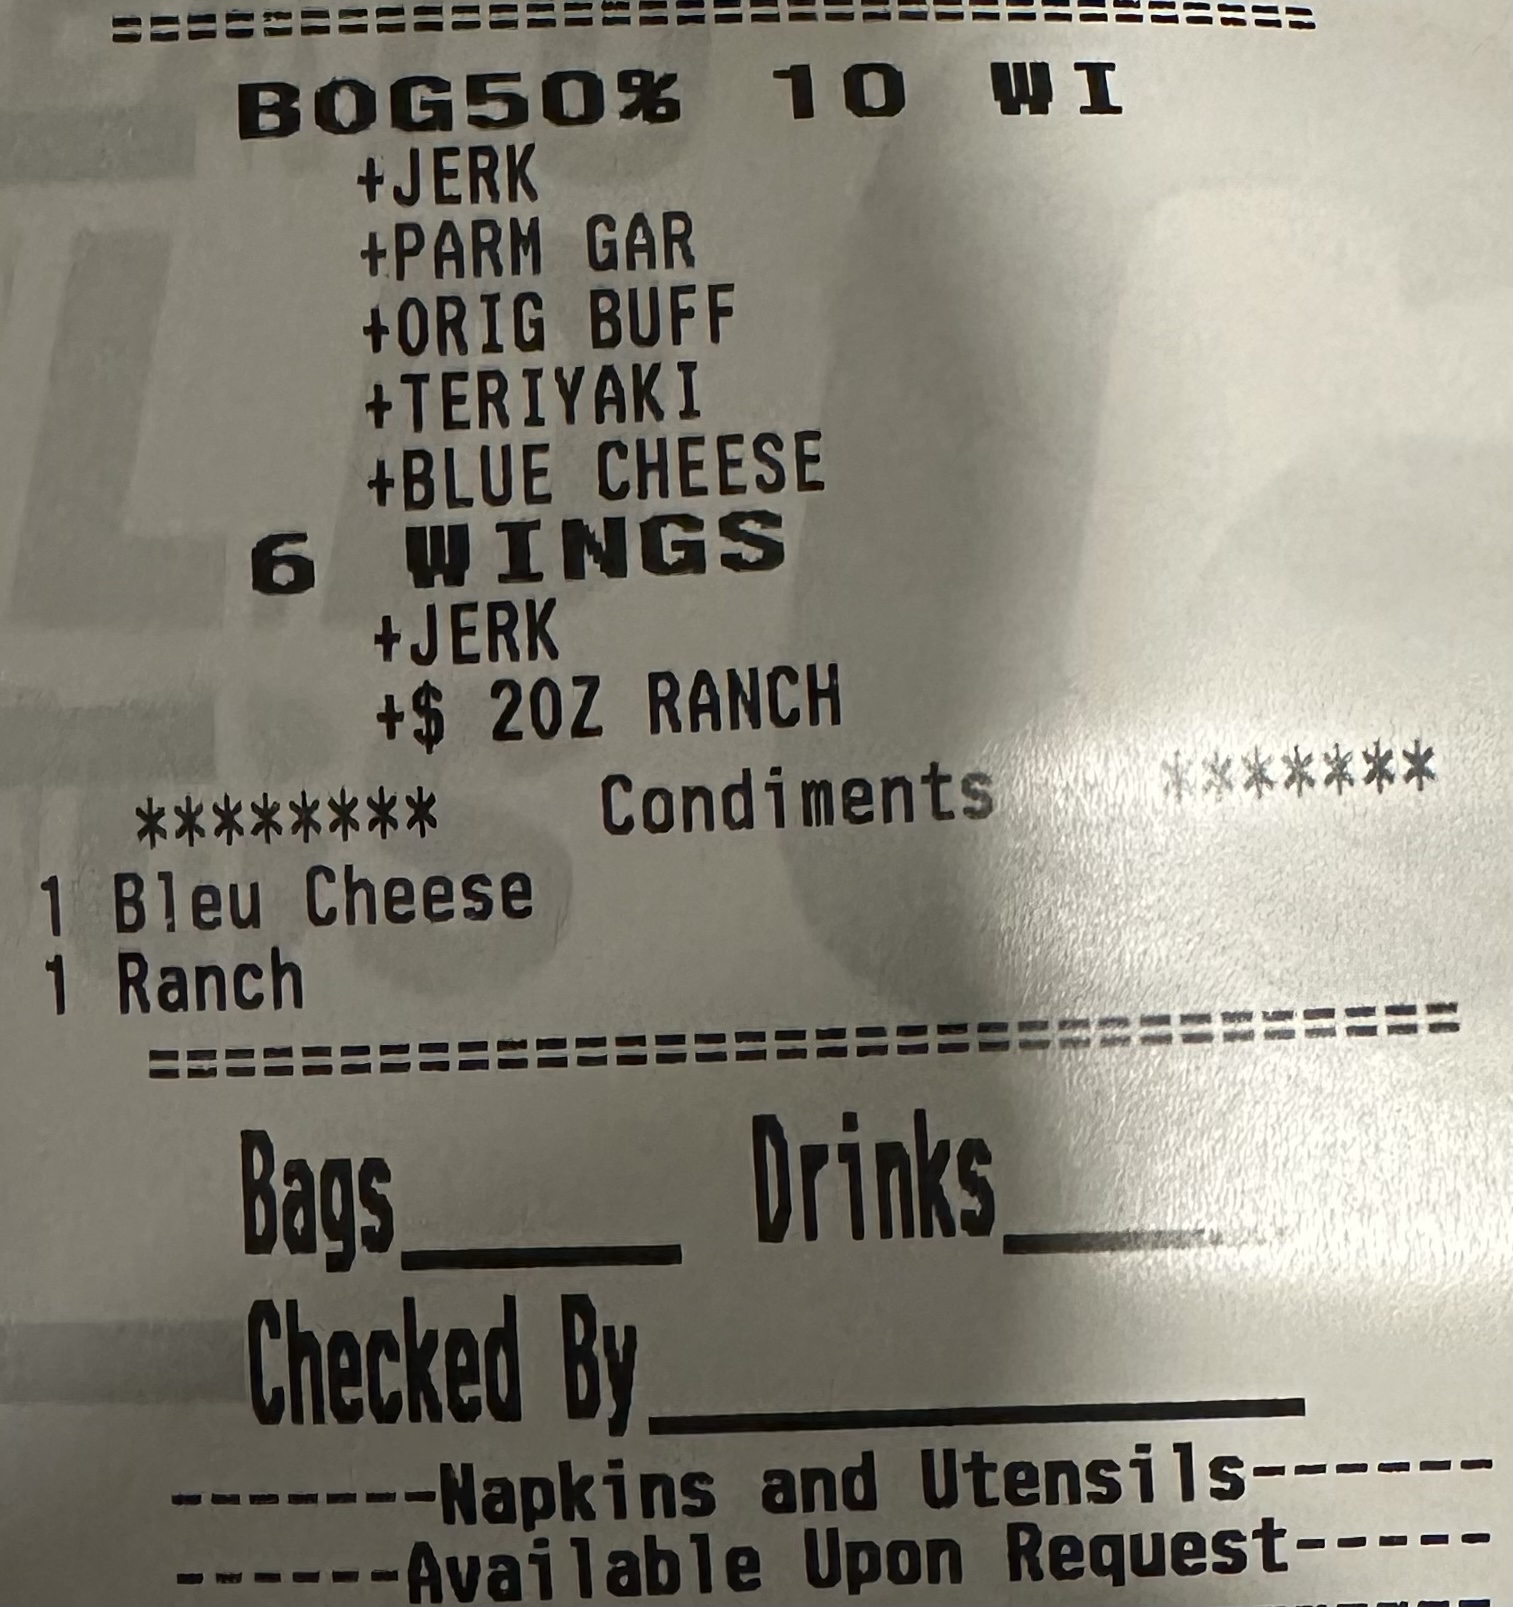 ==============================
BOG50% 10 WI
+JERK
+PARM GAR
+ORIG BUFF
+TERIYAKI
+BLUE CHEESE
6 WINGS
+JERK
+$ 2OZ RANCH
******** Condiments *******
1 Bleu Cheese
1 Ranch
=================================
Bags_____ Drinks_____
Checked By____________
-------Napkins and Utensils------
------Available Upon Request-----